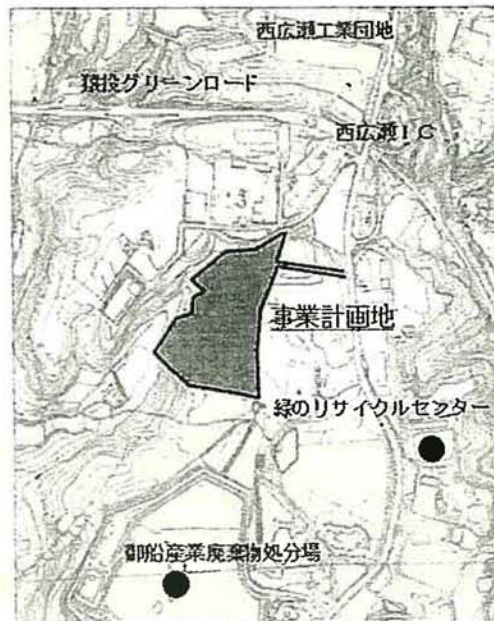 西広瀬工業団地
猿投グリーンロード
西広瀬IC
事業計画地
緑のリサイクルセンター
御船産業廃棄物処分場